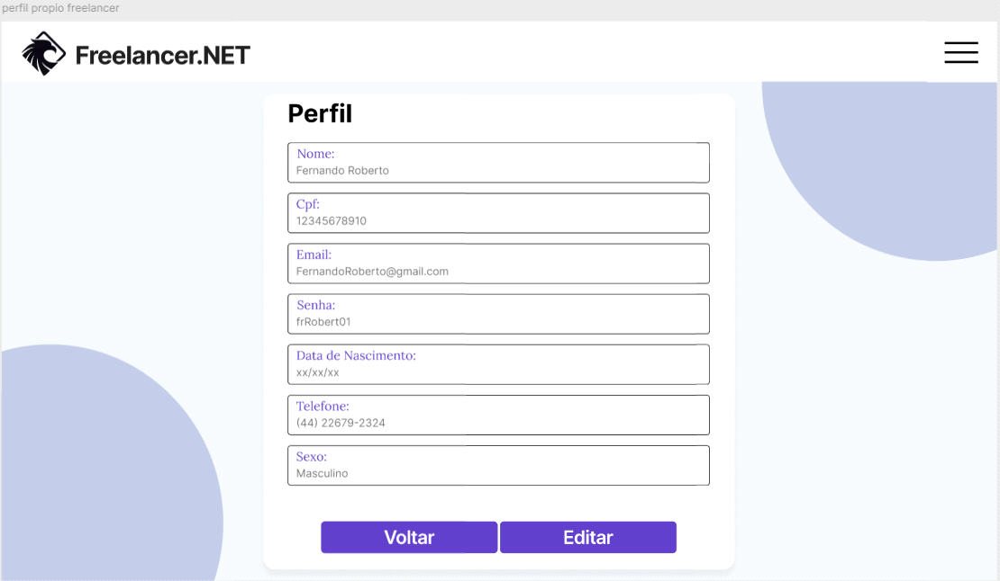 perfil propio freelancer
Freelancer.NET
Perfil
Nome:
Fernando Roberto
Cpf:
12345678910
Email:
FernandoRoberto@gmail.com
Senha:
frRobert01
Data de Nascimento:
xx/xx/xx
Telefone:
(44) 22679-2324
Sexo:
Masculino
Voltar Editar